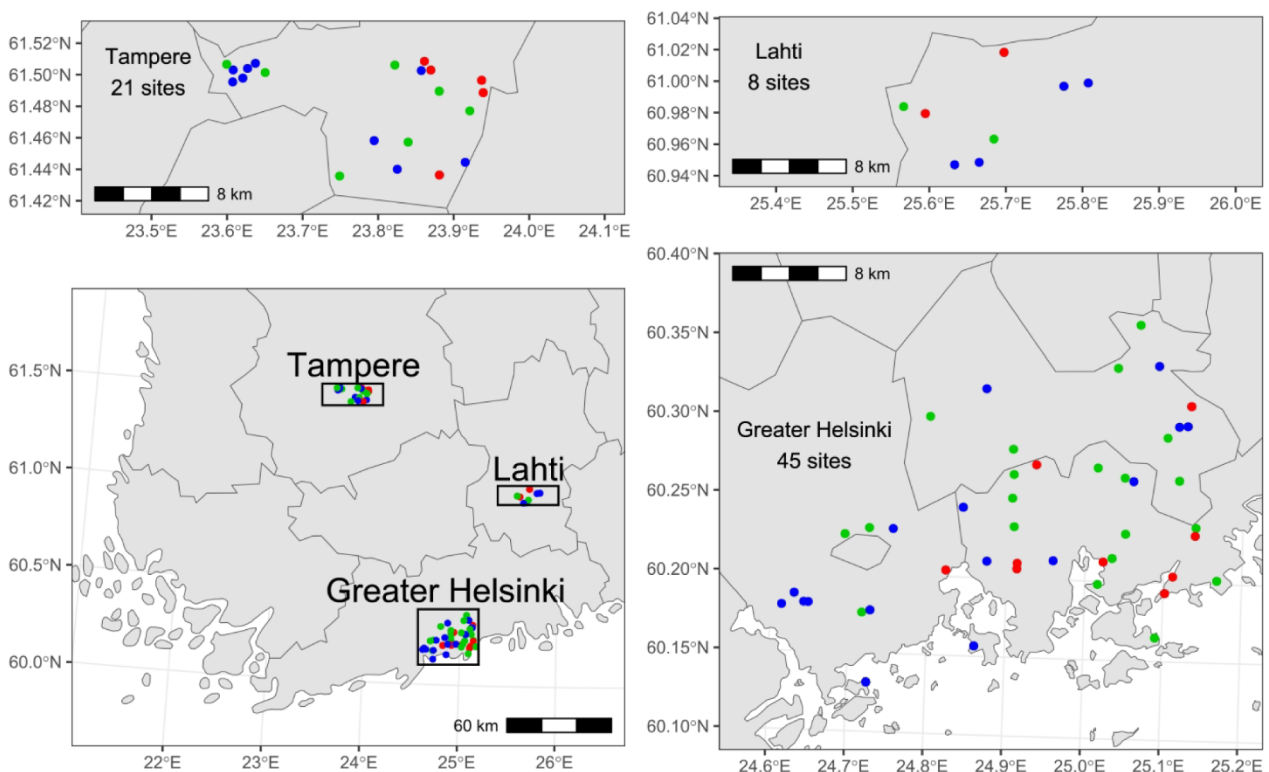 61.52°N
61.50°N
61.48°N
61.46°N
61.44°N
61.42°N
Tampere
21 sites
8 km
23.5°E 23.6°E 23.7°E 23.8°E 23.9°E 24.0°E 24.1°E
61.04°N
61.02°N
61.00°N
60.98°N
60.96°N
60.94°N
Lahti
8 sites
8 km
25.4°E 25.5°E 25.6°E 25.7°E 25.8°E 25.9°E 26.0°E
61.5°N
61.0°N
60.5°N
60.0°N
Tampere
Lahti
Greater Helsinki
60 km
22°E 23°E 24°E 25°E 26°E
60.40°N
60.35°N
60.30°N
60.25°N
60.20°N
60.15°N
60.10°N
8 km
Greater Helsinki
45 sites
24.6°E 24.7°E 24.8°E 24.9°E 25.0°E 25.1°E 25.2°E